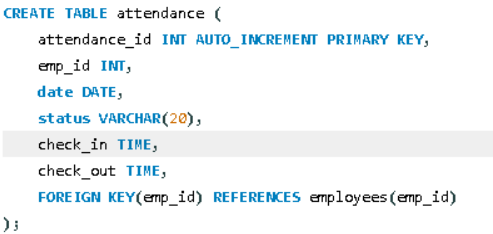 CREATE TABLE attendance (
attendance_id INT AUTO_INCREMENT PRIMARY KEY,
emp_id INT,
date DATE,
status VARCHAR(20),
check_in TIME,
check_out TIME,
FOREIGN KEY(emp_id) REFERENCES employees(emp_id)
);